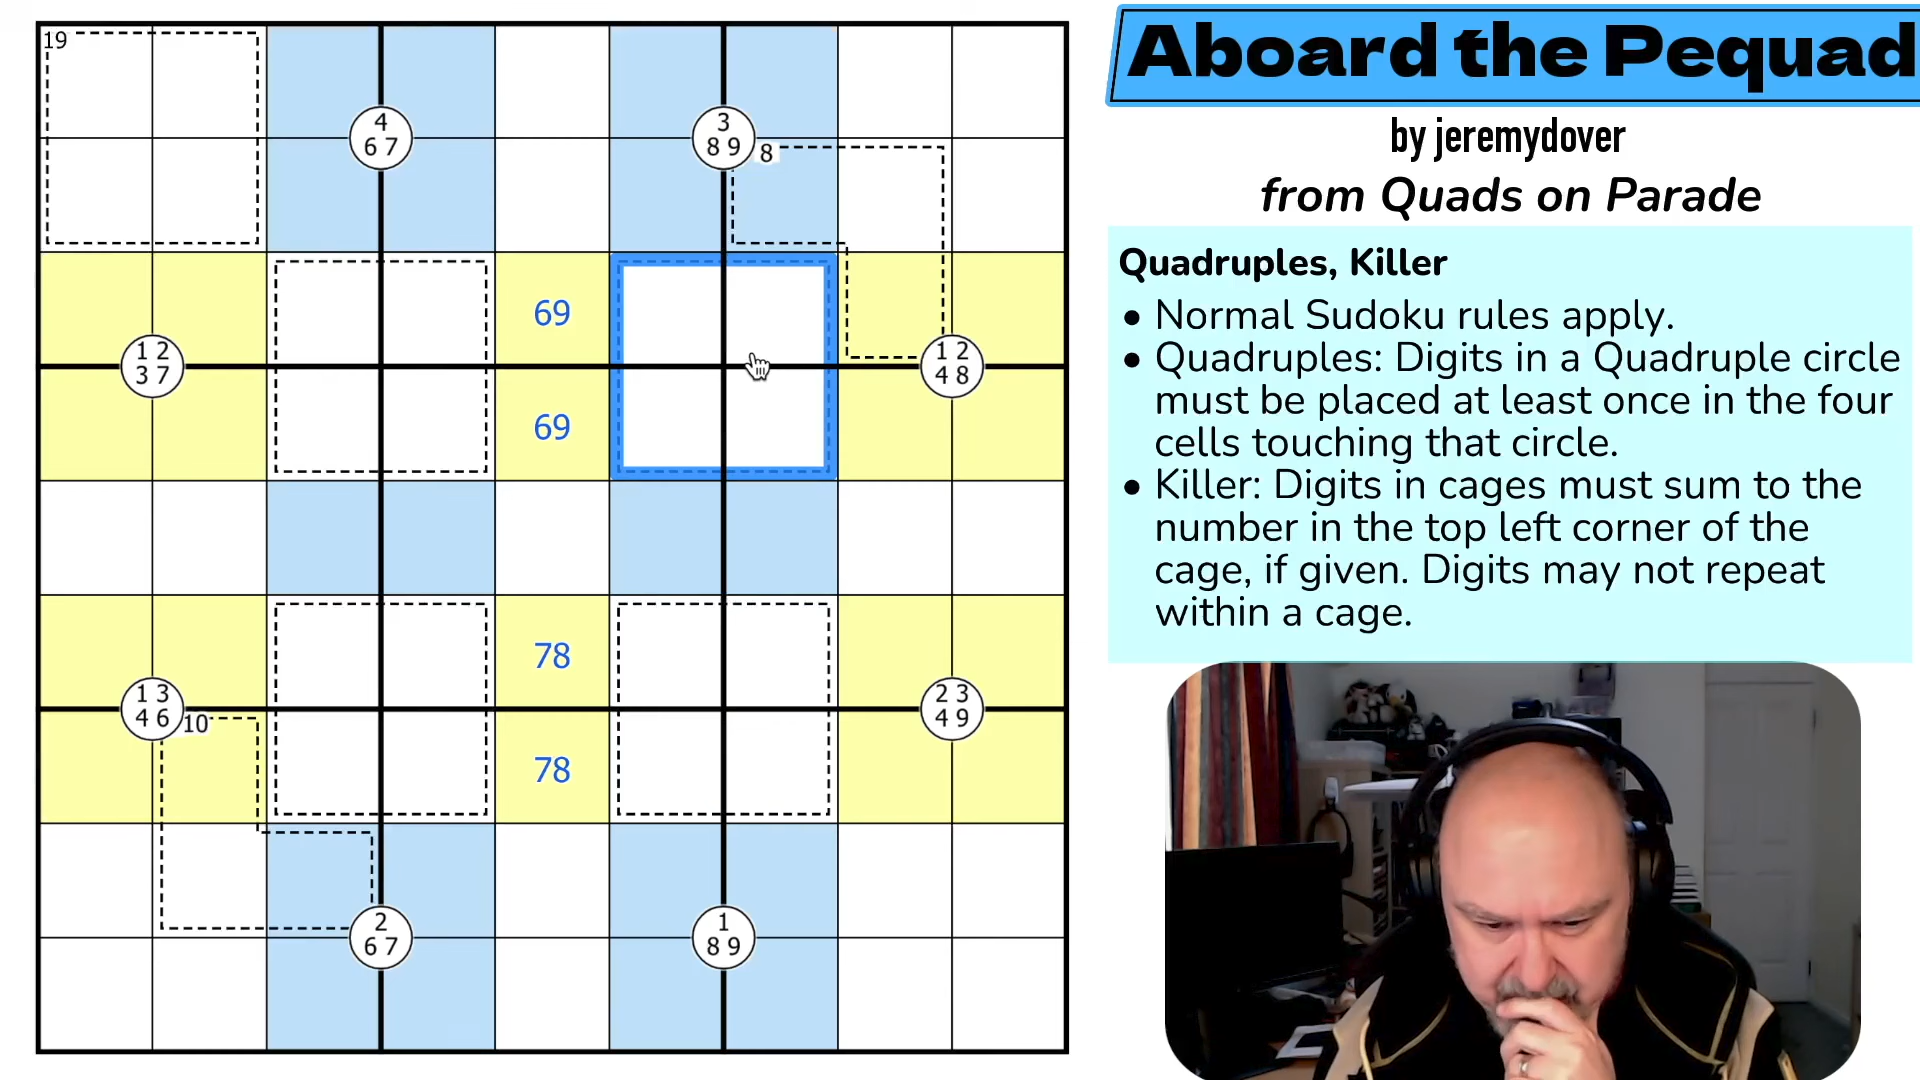 19
4
6 7
3
8 9
8
69
1 2
3 7
1 2
4 8
69
78
1 3
4 6
10
2 3
4 9
78
2
6 7
1
8 9
Aboard the Pequad
by jeremydover
from Quads on Parade
Quadruples, Killer
• Normal Sudoku rules apply.
• Quadruples: Digits in a Quadruple circle
must be placed at least once in the four
cells touching that circle.
• Killer: Digits in cages must sum to the
number in the top left corner of the
cage, if given. Digits may not repeat
within a cage.